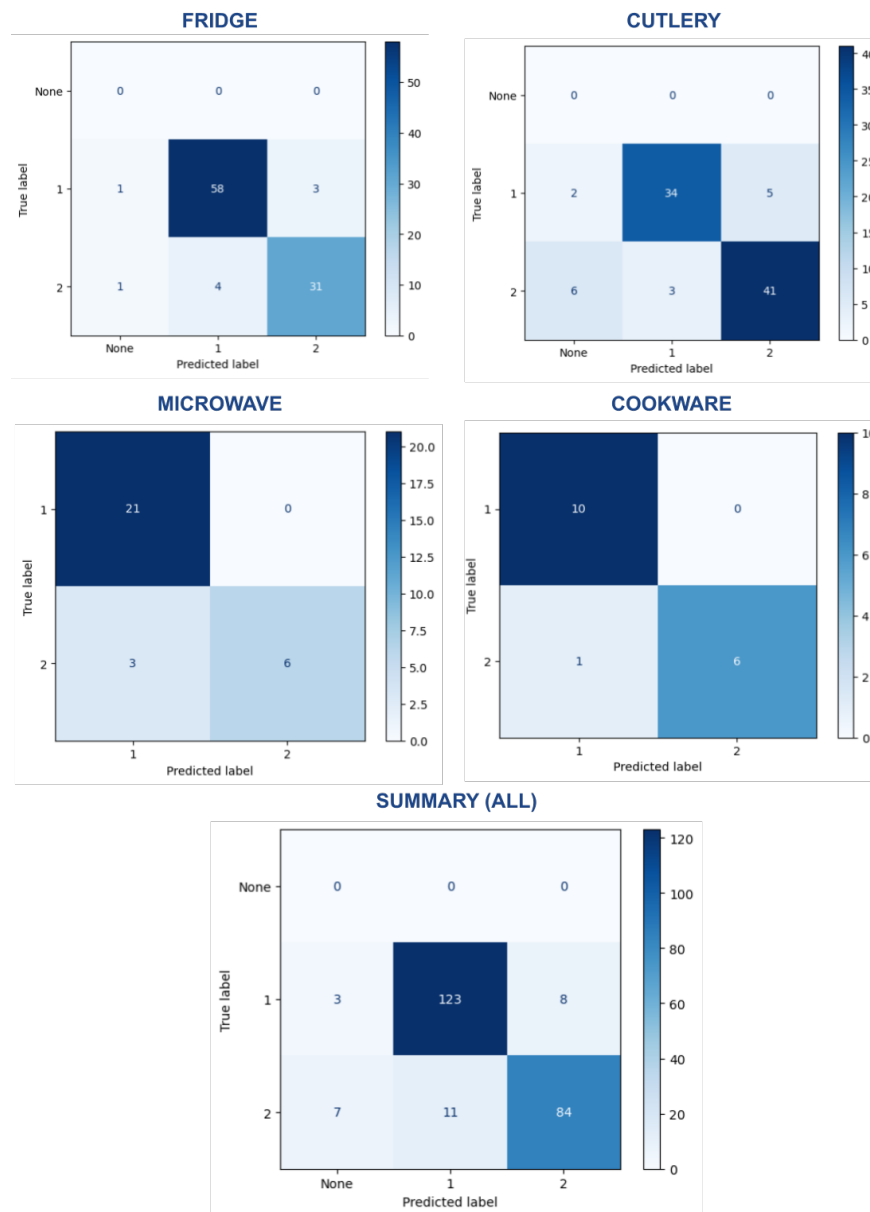 FRIDGE
None
1
2
True label
0 0 0
1 58 3
1 4 31
None 1 2
Predicted label
50
40
30
20
10
0
CUTLERY
None
1
2
True label
0 0 0
2 34 5
6 3 41
None 1 2
Predicted label
40
35
30
25
20
15
10
5
0
MICROWAVE
1
2
True label
21 0
3 6
1 2
Predicted label
20.0
17.5
15.0
12.5
10.0
7.5
5.0
2.5
0.0
COOKWARE
1
2
True label
10 0
1 6
1 2
Predicted label
10
8
6
4
2
0
SUMMARY (ALL)
None
1
2
True label
0 0 0
3 123 8
7 11 84
None 1 2
Predicted label
120
100
80
60
40
20
0